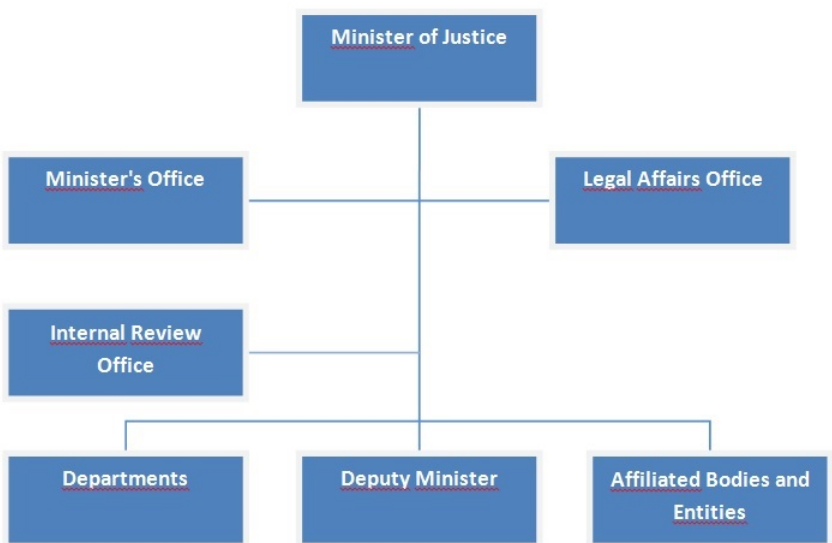 Minister of Justice
Minister's Office
Legal Affairs Office
Internal Review
Office
Departments
Deputy Minister
Affiliated Bodies and
Entities